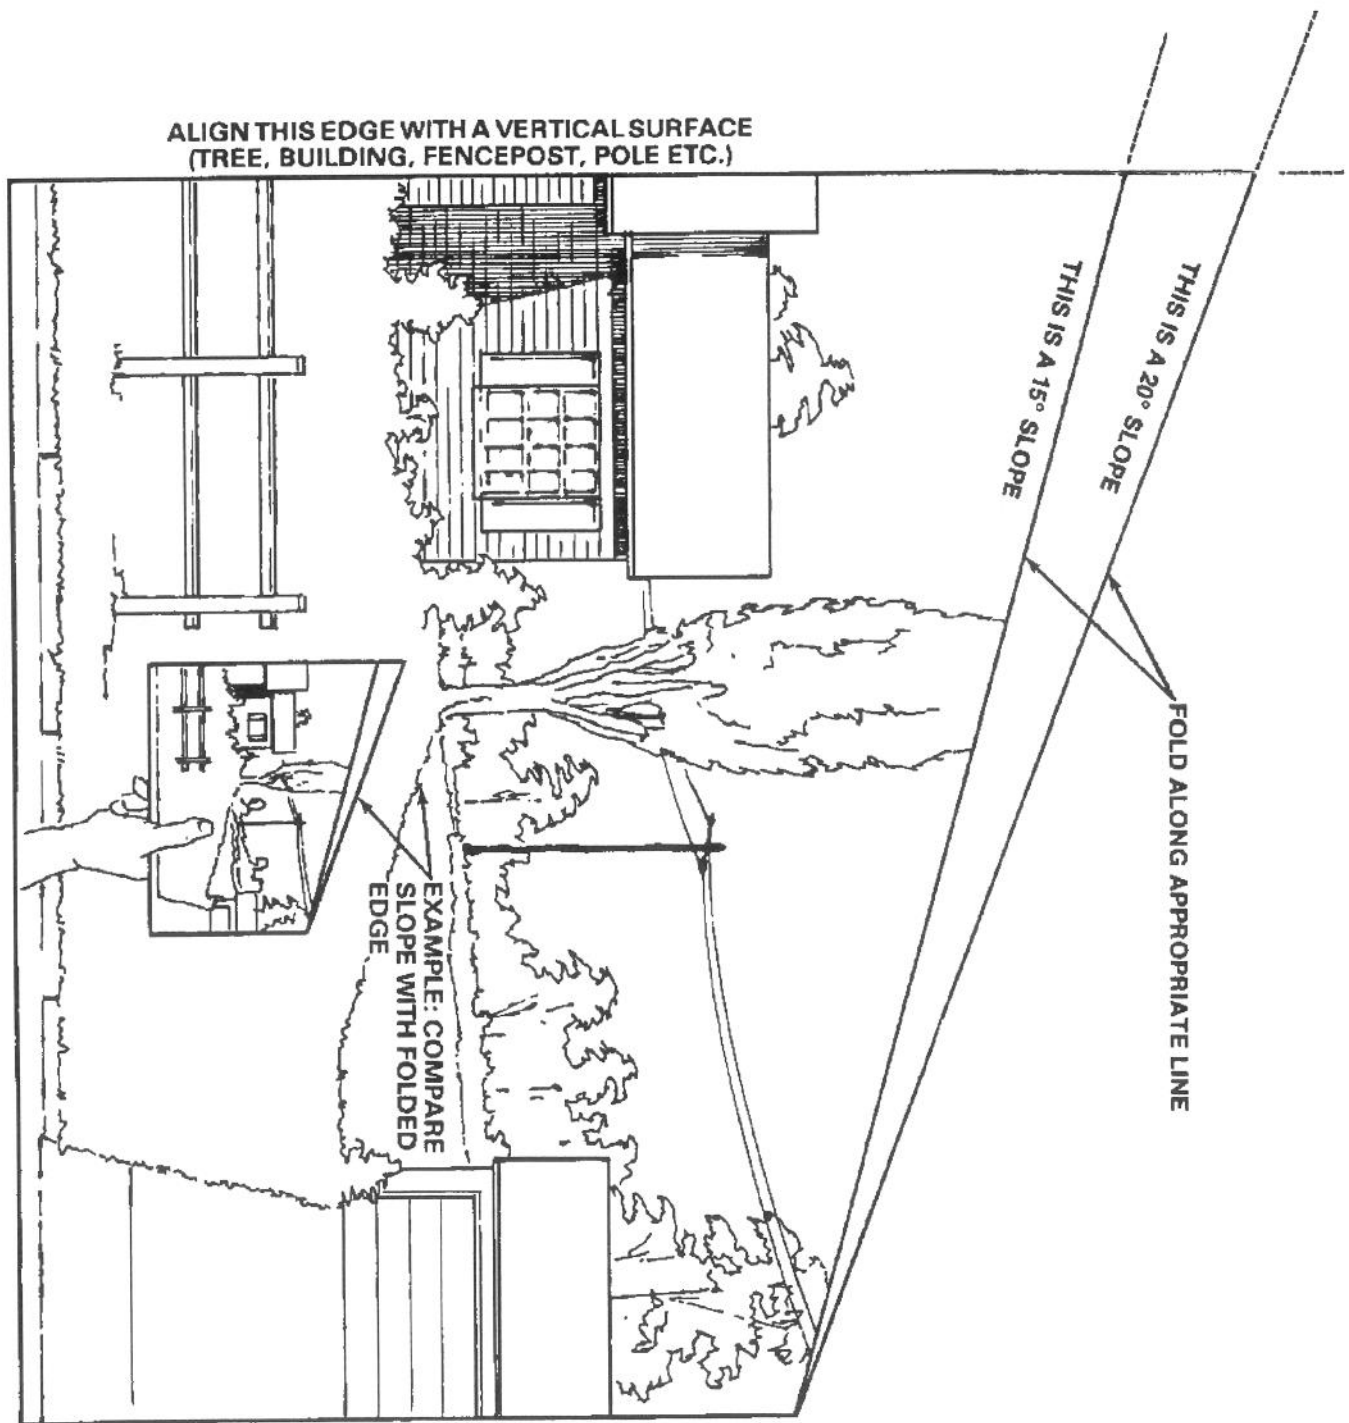 ALIGN THIS EDGE WITH A VERTICAL SURFACE
(TREE, BUILDING, FENCEPOST, POLE ETC.)
THIS IS A 20° SLOPE
THIS IS A 15° SLOPE
FOLD ALONG APPROPRIATE LINE
EXAMPLE: COMPARE
SLOPE WITH FOLDED
EDGE